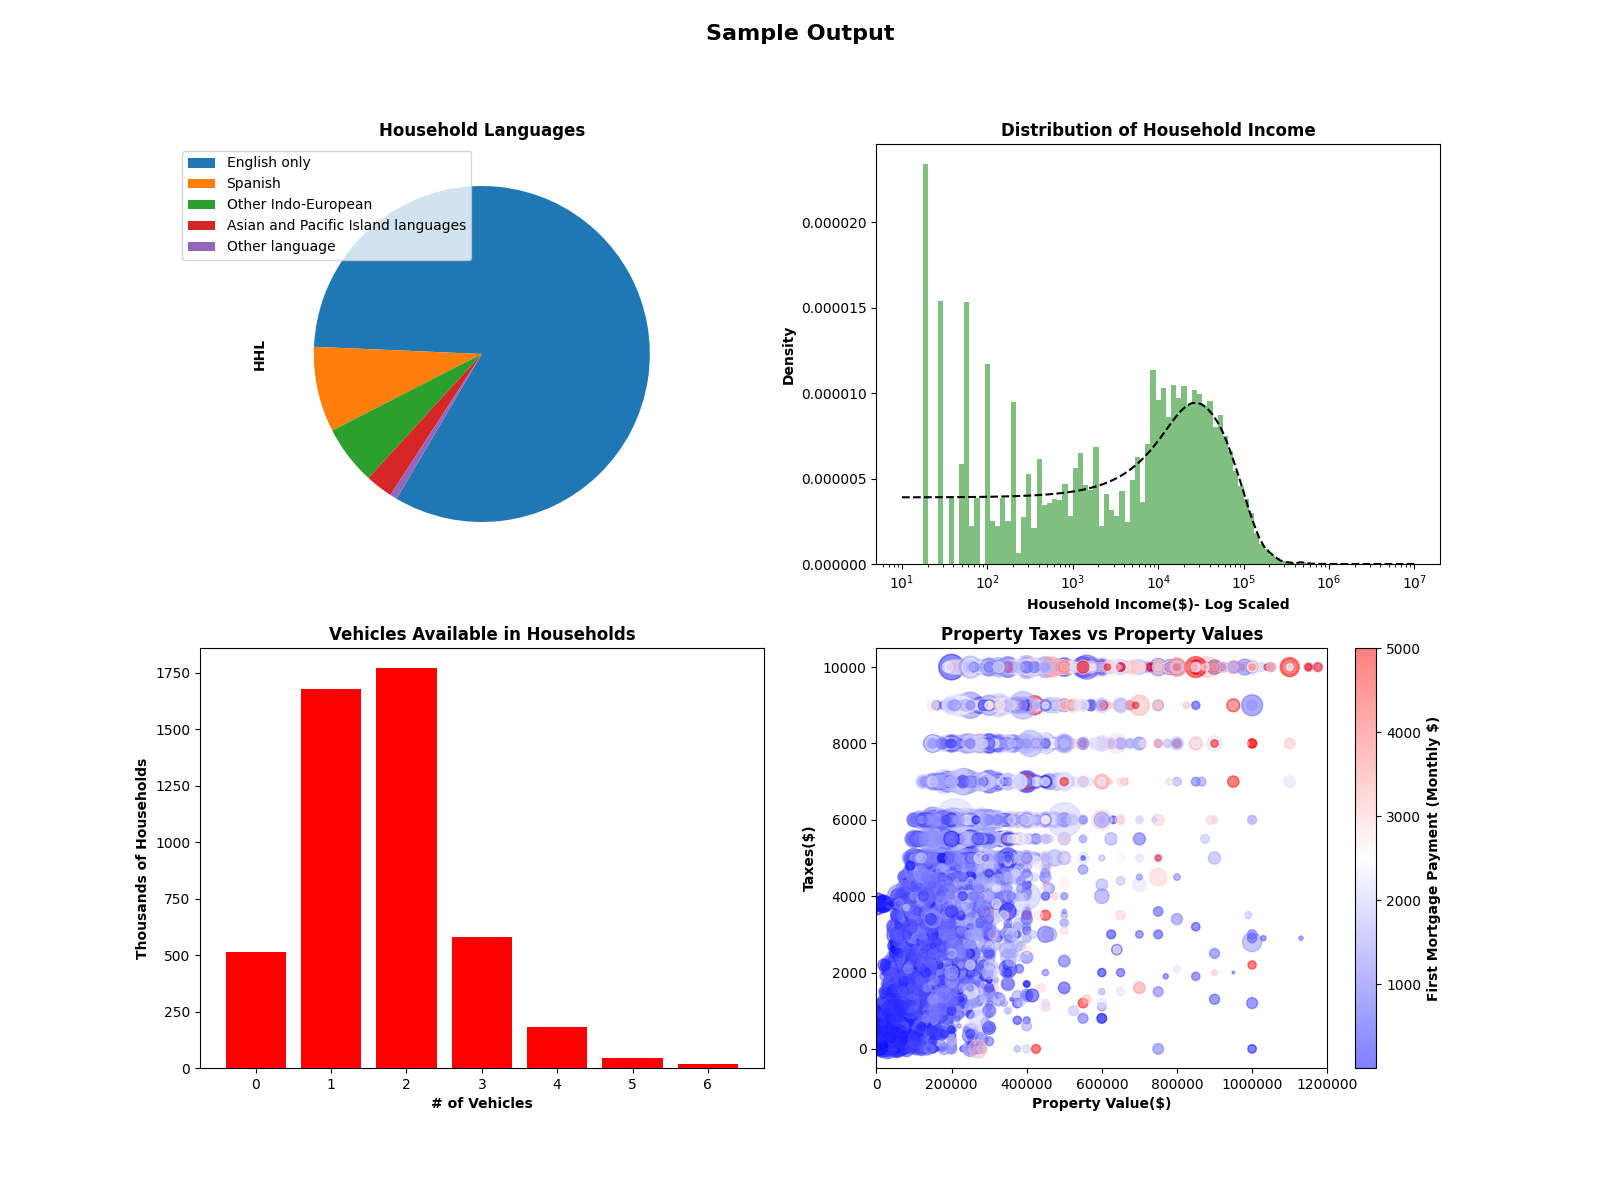 Sample Output
Household Languages
English only
Spanish
Other Indo-European
Asian and Pacific Island languages
Other language
HHL
Distribution of Household Income
Density
0.000020
0.000015
0.000010
0.000005
0.000000
10¹ 10² 10³ 10⁴ 10⁵ 10⁶ 10⁷
Household Income($)- Log Scaled
Vehicles Available in Households
Thousands of Households
1750
1500
1250
1000
750
500
250
0
0 1 2 3 4 5 6
# of Vehicles
Property Taxes vs Property Values
Taxes($)
10000
8000
6000
4000
2000
0
0 200000 400000 600000 800000 1000000 1200000
Property Value($)
5000
4000
3000
2000
1000
First Mortgage Payment (Monthly $)